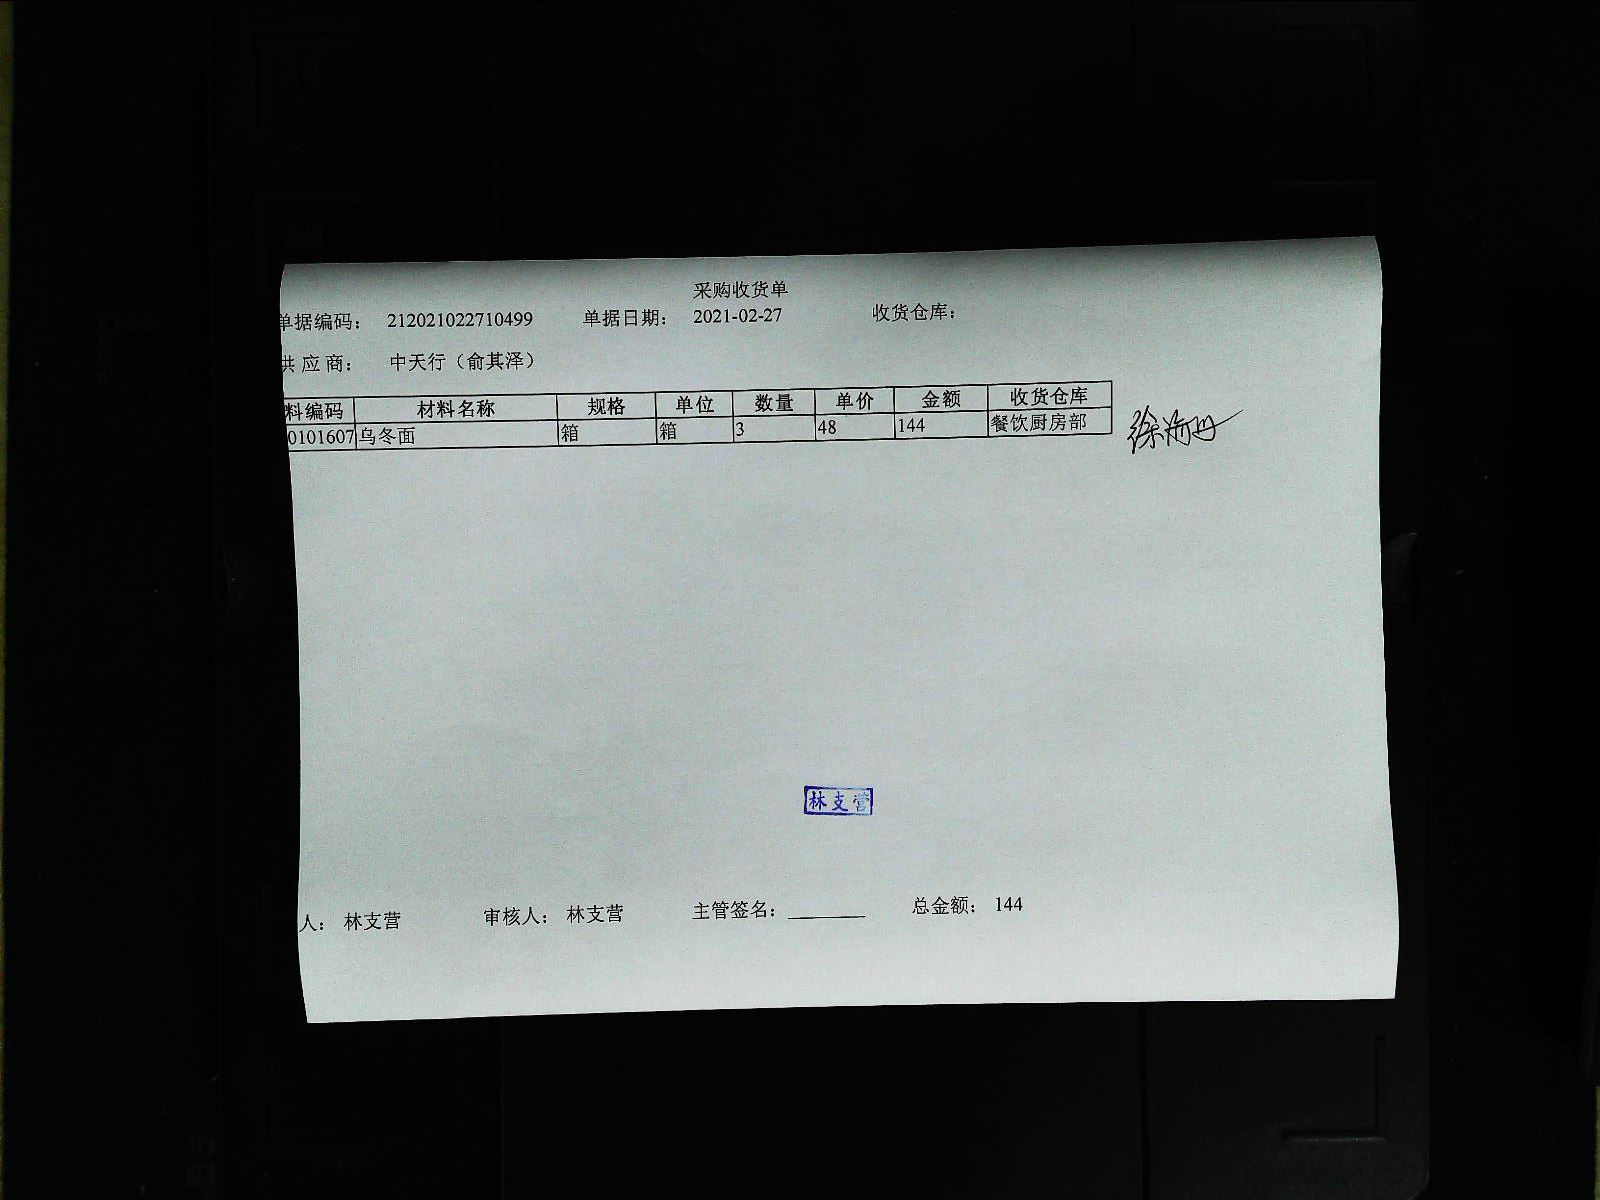 采购收货单
单据编码： 212021022710499 单据日期： 2021-02-27 收货仓库：
供 应 商： 中天行（俞其泽）
料编码 材料名称 规格 单位 数量 单价 金额 收货仓库
0101607 乌冬面 箱 箱 3 48 144 餐饮厨房部
林支营
人： 林支营 审核人： 林支营 主管签名： 总金额： 144